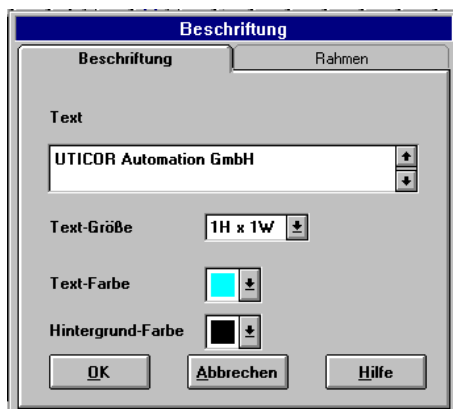 Beschriftung
Beschriftung Rahmen
Text
UTICOR Automation GmbH
Text-Größe 1H x 1W
Text-Farbe
Hintergrund-Farbe
OK Abbrechen Hilfe